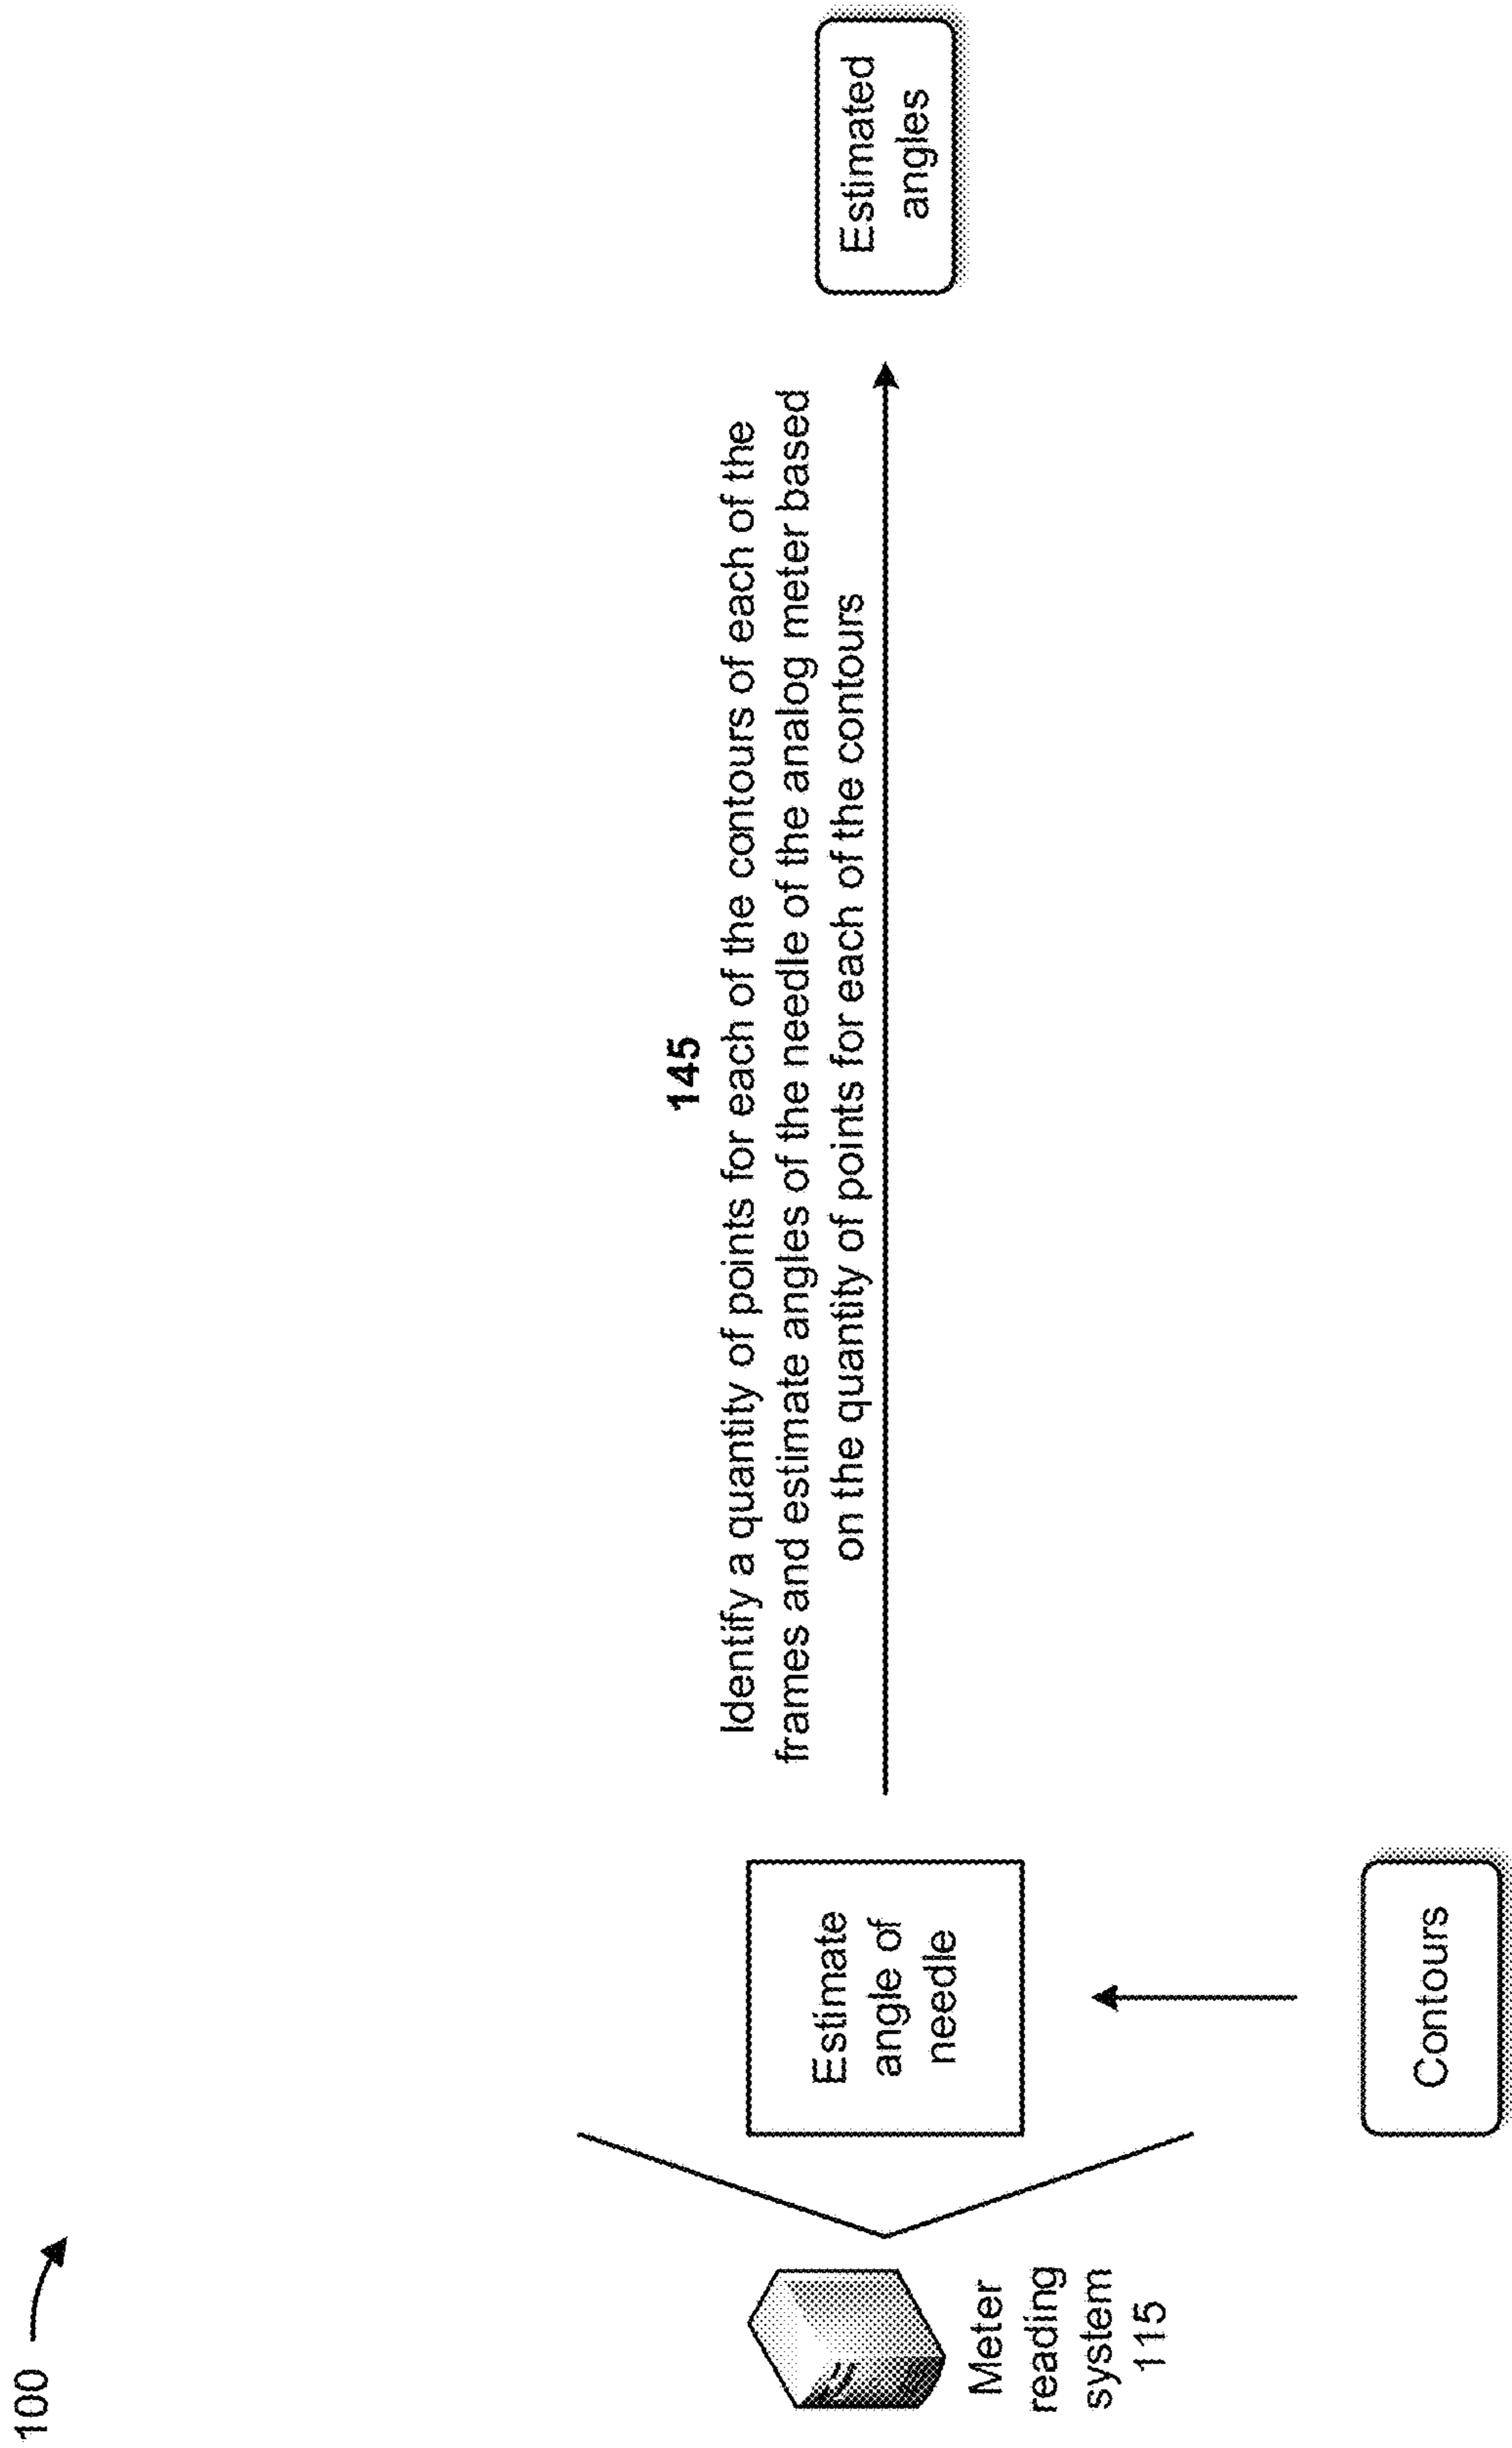 100
145
Identify a quantity of points for each of the contours of each of the
frames and estimate angles of the needle of the analog meter based
on the quantity of points for each of the contours
Meter
reading
system
115
Estimate
angle of
needle
Estimated
angles
Contours